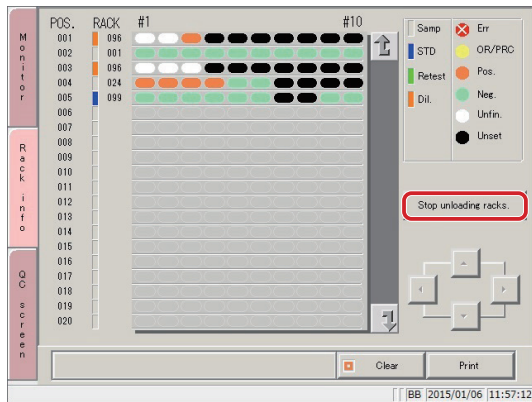 POS. RACK #1 #10
001 096
002 001
003 096
004 024
005 099
006
007
008
009
010
011
012
013
014
015
016
017
018
019
020
Monitor
Rack info
QC screen
Samp
STD
Retest
Dil.
Err
OR/PRC
Pos.
Neg.
Unfin.
Unset
Stop unloading racks.
Clear
Print
BB 2015/01/06 11:57:12